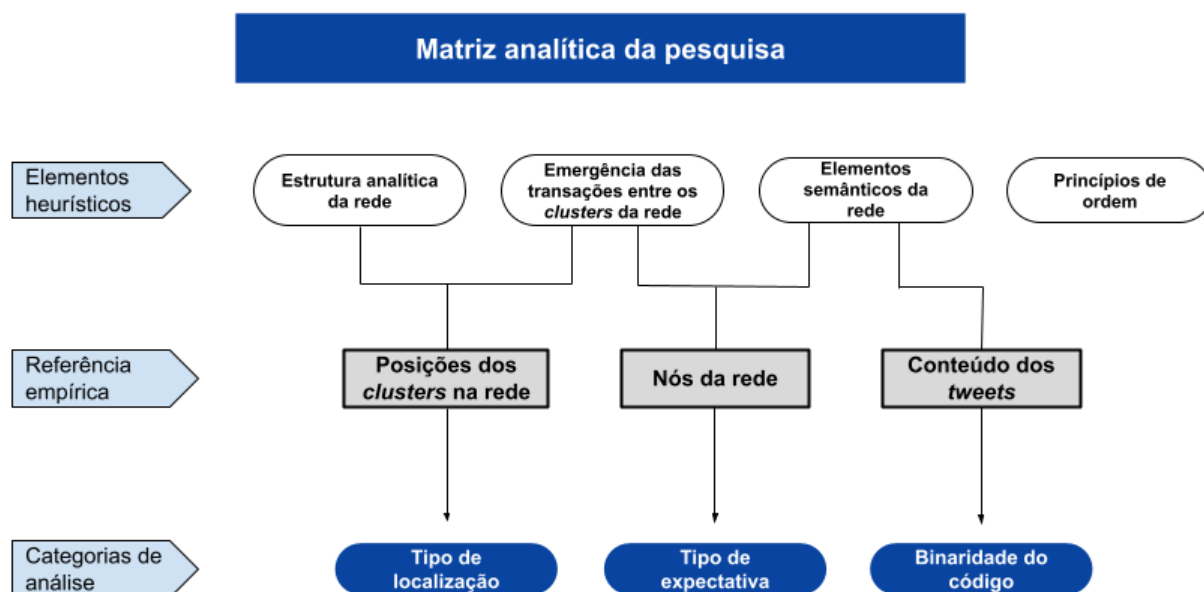 Matriz analítica da pesquisa
Elementos
heurísticos
Estrutura analítica
da rede
Emergência das
transações entre os
clusters da rede
Elementos
semânticos da
rede
Princípios de
ordem
Referência
empírica
Posições dos
clusters na rede
Nós da rede
Conteúdo dos
tweets
Categorias de
análise
Tipo de
localização
Tipo de
expectativa
Binaridade do
código